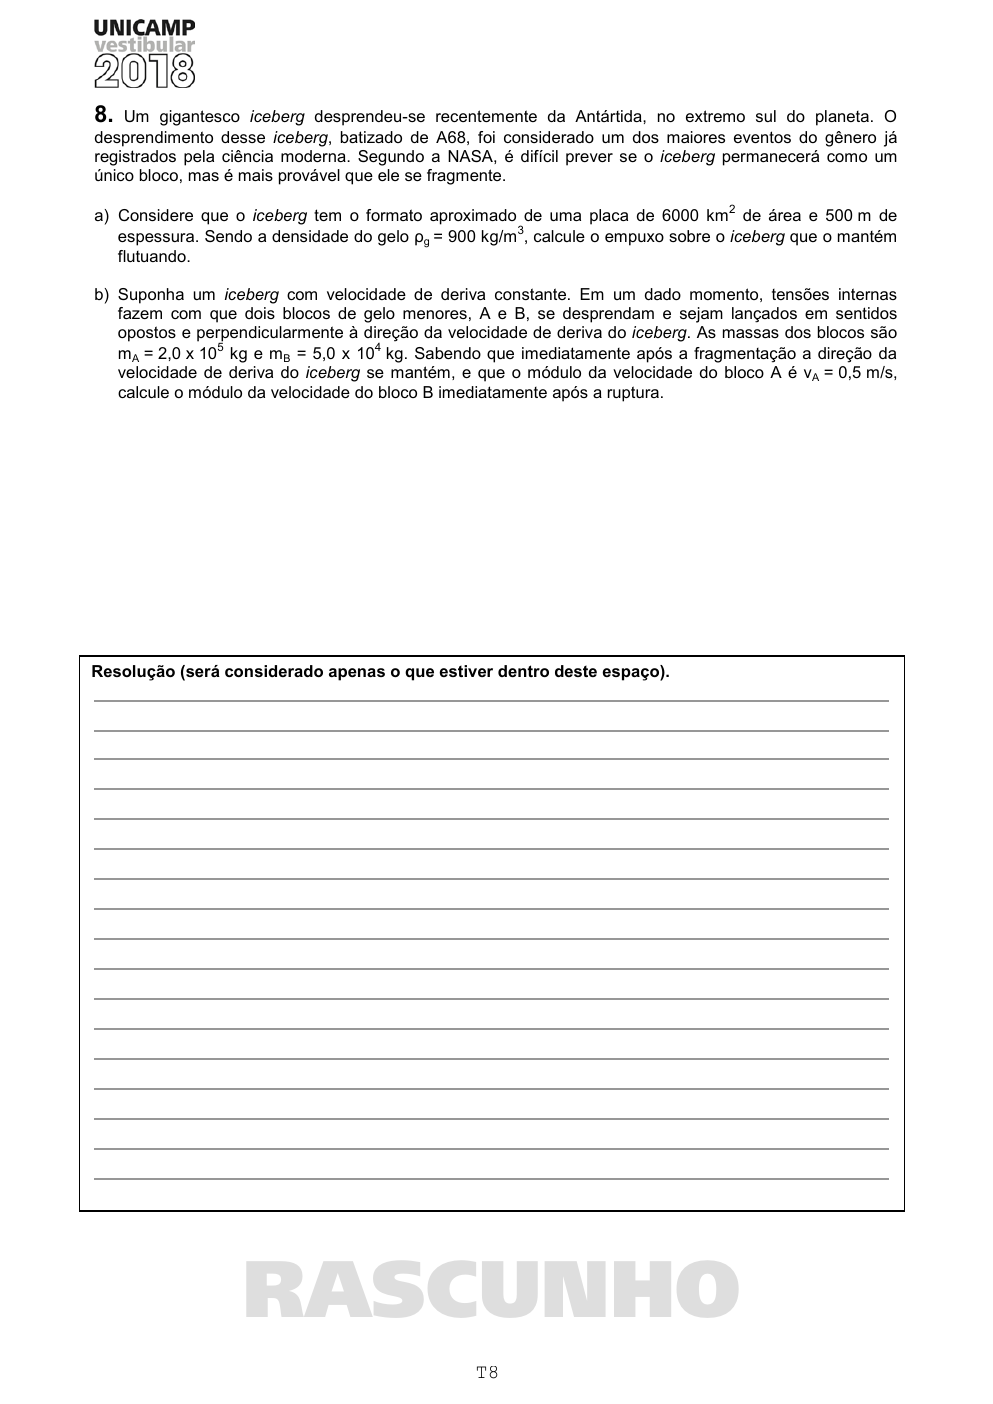 UNICAMP
vestibular
2018
8. Um gigantesco iceberg desprendeu-se recentemente da Antártida, no extremo sul do planeta. O
desprendimento desse iceberg, batizado de A68, foi considerado um dos maiores eventos do gênero já
registrados pela ciência moderna. Segundo a NASA, é difícil prever se o iceberg permanecerá como um
único bloco, mas é mais provável que ele se fragmente.
a) Considere que o iceberg tem o formato aproximado de uma placa de 6000 km² de área e 500 m de
espessura. Sendo a densidade do gelo ρg = 900 kg/m³, calcule o empuxo sobre o iceberg que o mantém
flutuando.
b) Suponha um iceberg com velocidade de deriva constante. Em um dado momento, tensões internas
fazem com que dois blocos de gelo menores, A e B, se desprendam e sejam lançados em sentidos
opostos e perpendicularmente à direção da velocidade de deriva do iceberg. As massas dos blocos são
mA = 2,0 x 10⁵ kg e mB = 5,0 x 10⁴ kg. Sabendo que imediatamente após a fragmentação a direção da
velocidade de deriva do iceberg se mantém, e que o módulo da velocidade do bloco A é vA = 0,5 m/s,
calcule o módulo da velocidade do bloco B imediatamente após a ruptura.
Resolução (será considerado apenas o que estiver dentro deste espaço).
RASCUNHO
T8